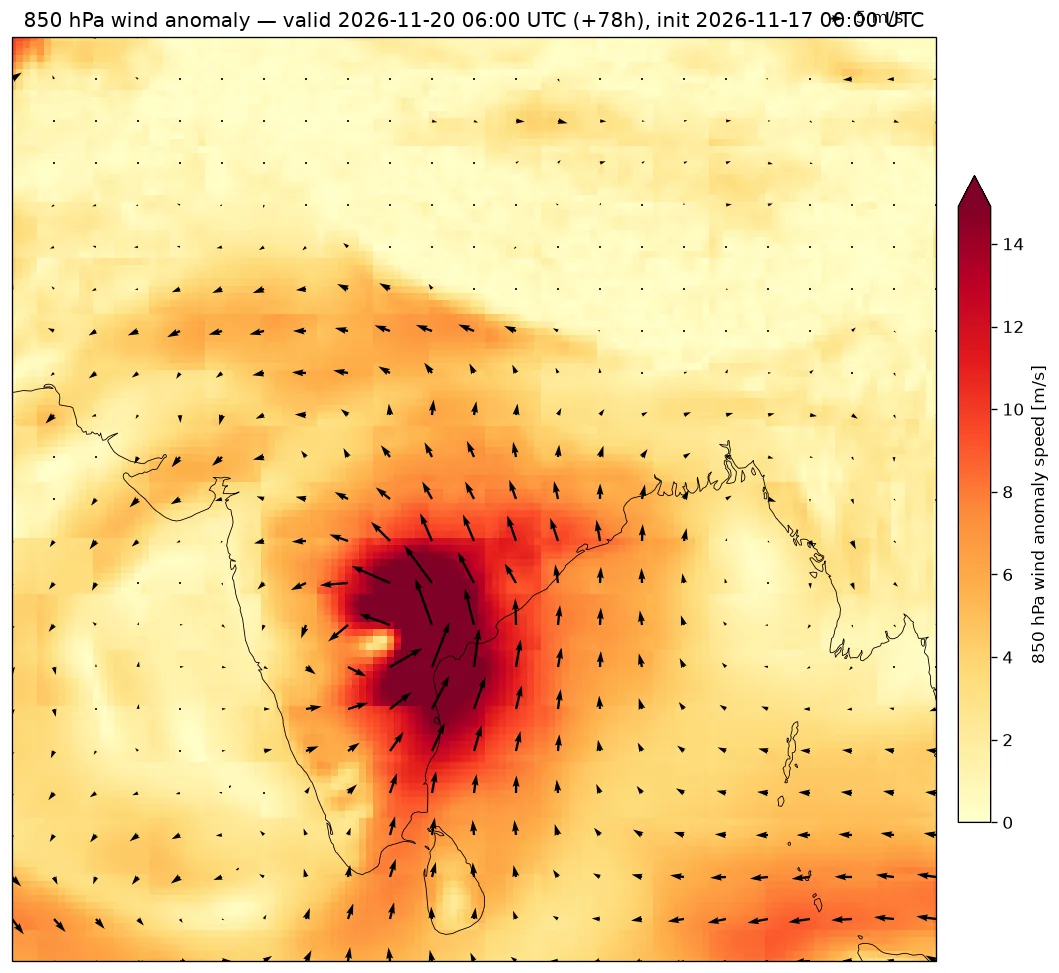 850 hPa wind anomaly — valid 2026-11-20 06:00 UTC (+78h), init 2026-11-17 00:00 UTC
5 m/s
14
12
10
8
6
4
2
0
850 hPa wind anomaly speed [m/s]